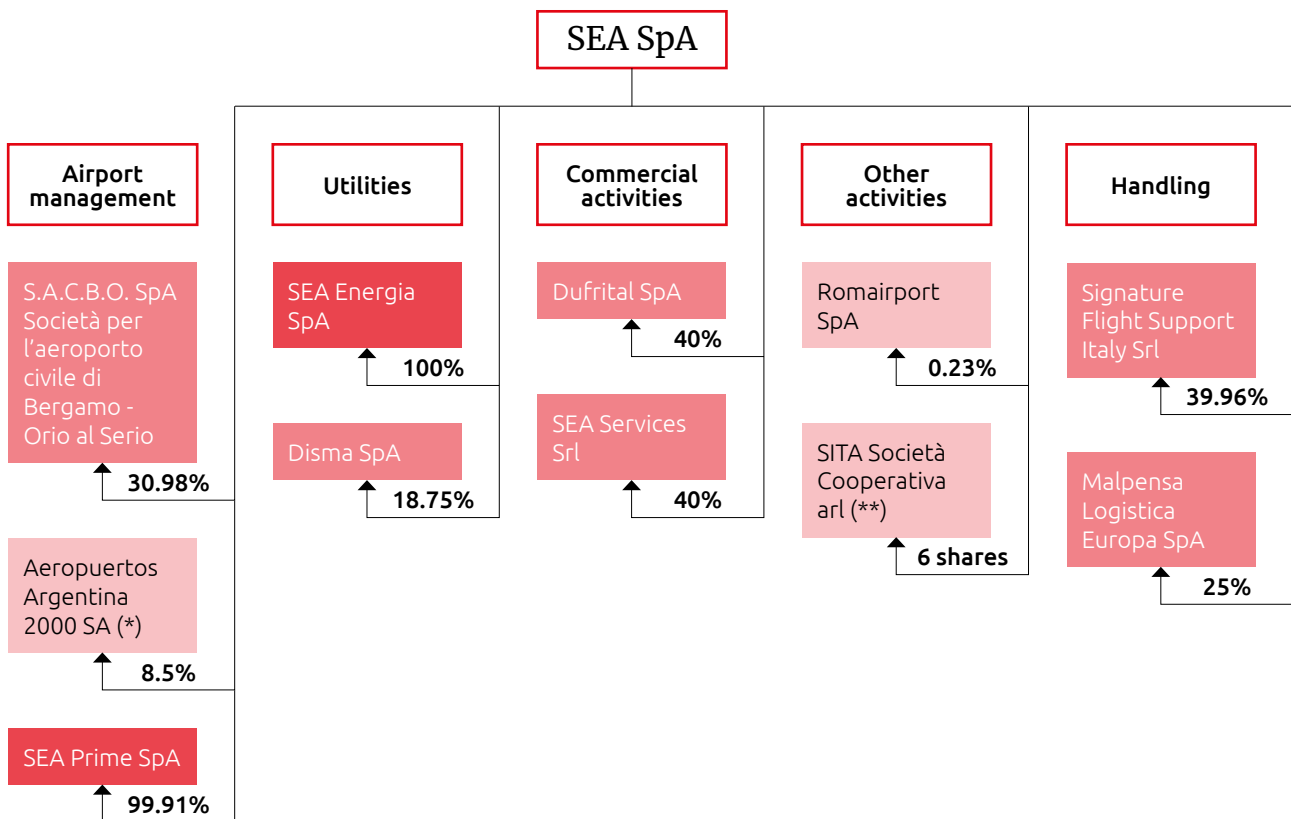 SEA SpA
Airport
management
S.A.C.B.O. SpA
Società per
l'aeroporto
civile di
Bergamo -
Orio al Serio
30.98%
Aeropuertos
Argentina
2000 SA (*)
8.5%
SEA Prime SpA
99.91%
Utilities
SEA Energia
SpA
100%
Disma SpA
18.75%
Commercial
activities
Dufrital SpA
40%
SEA Services
Srl
40%
Other
activities
Romairport
SpA
0.23%
SITA Società
Cooperativa
arl (**)
6 shares
Handling
Signature
Flight Support
Italy Srl
39.96%
Malpensa
Logistica
Europa SpA
25%